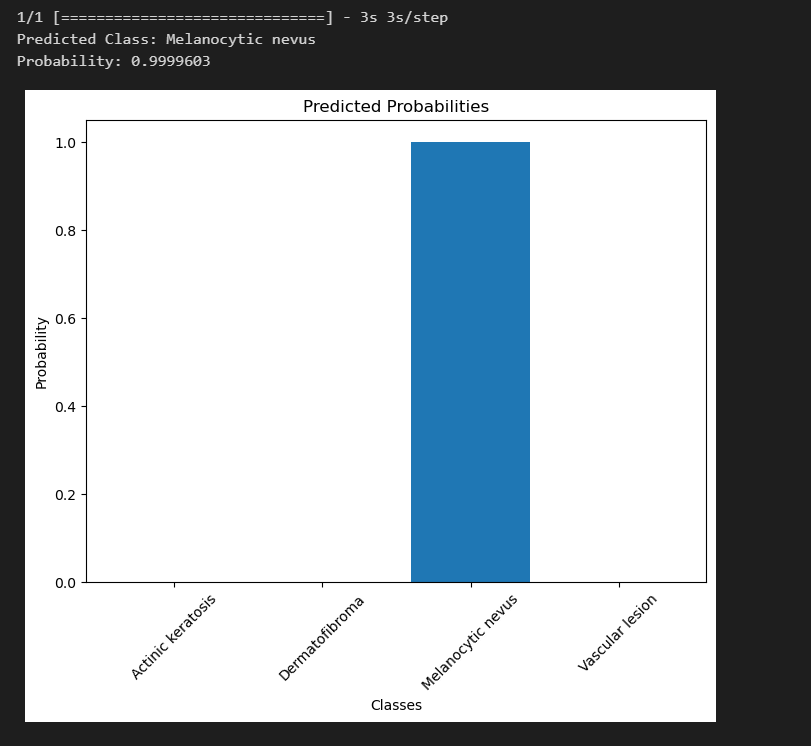 1/1 [==============================] - 3s 3s/step
Predicted Class: Melanocytic nevus
Probability: 0.9999603
Predicted Probabilities
1.0
0.8
0.6
0.4
0.2
0.0
Probability
Actinic keratosis
Dermatofibroma
Melanocytic nevus
Vascular lesion
Classes